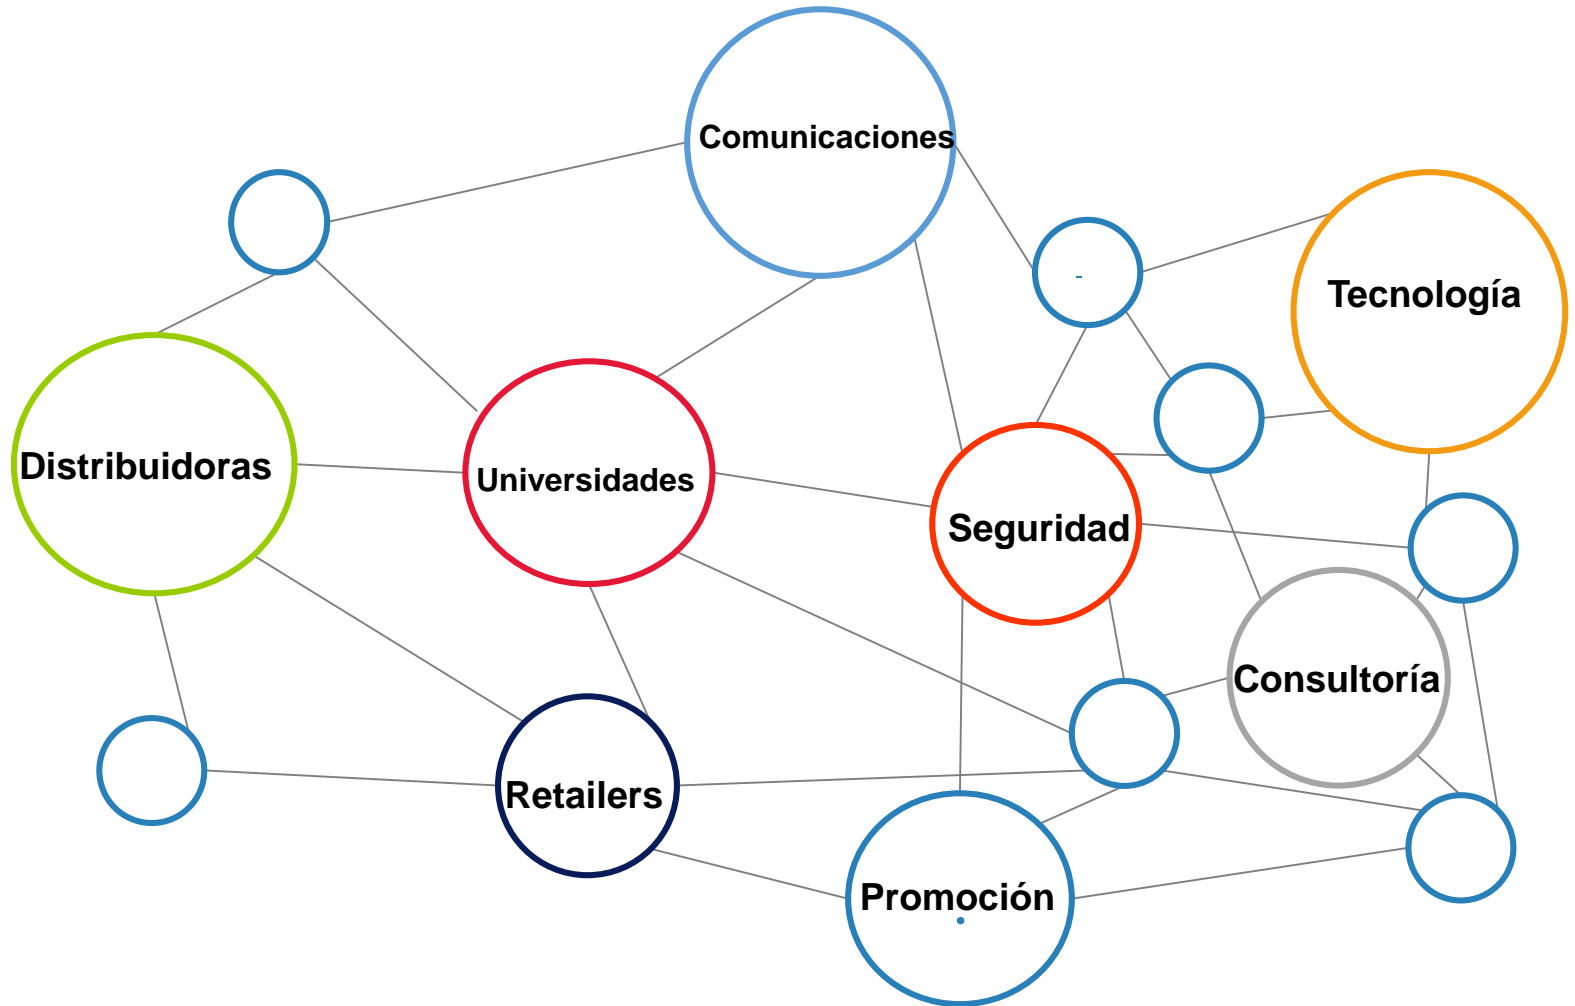 Comunicaciones
Tecnología
Distribuidoras
Universidades
Seguridad
Consultoría
Retailers
Promoción